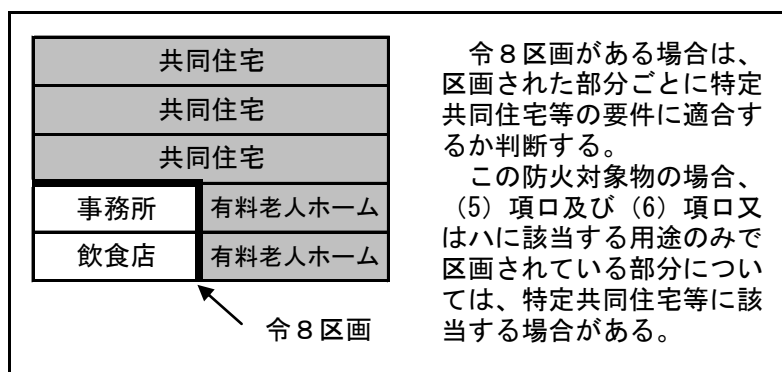 共同住宅
共同住宅
共同住宅
事務所
有料老人ホーム
飲食店
有料老人ホーム
令８区画
令８区画がある場合は、
区画された部分ごとに特定
共同住宅等の要件に適合す
るか判断する。
この防火対象物の場合、
（5）項ロ及び（6）項ロ又
はハに該当する用途のみで
区画されている部分につい
ては、特定共同住宅等に該
当する場合がある。